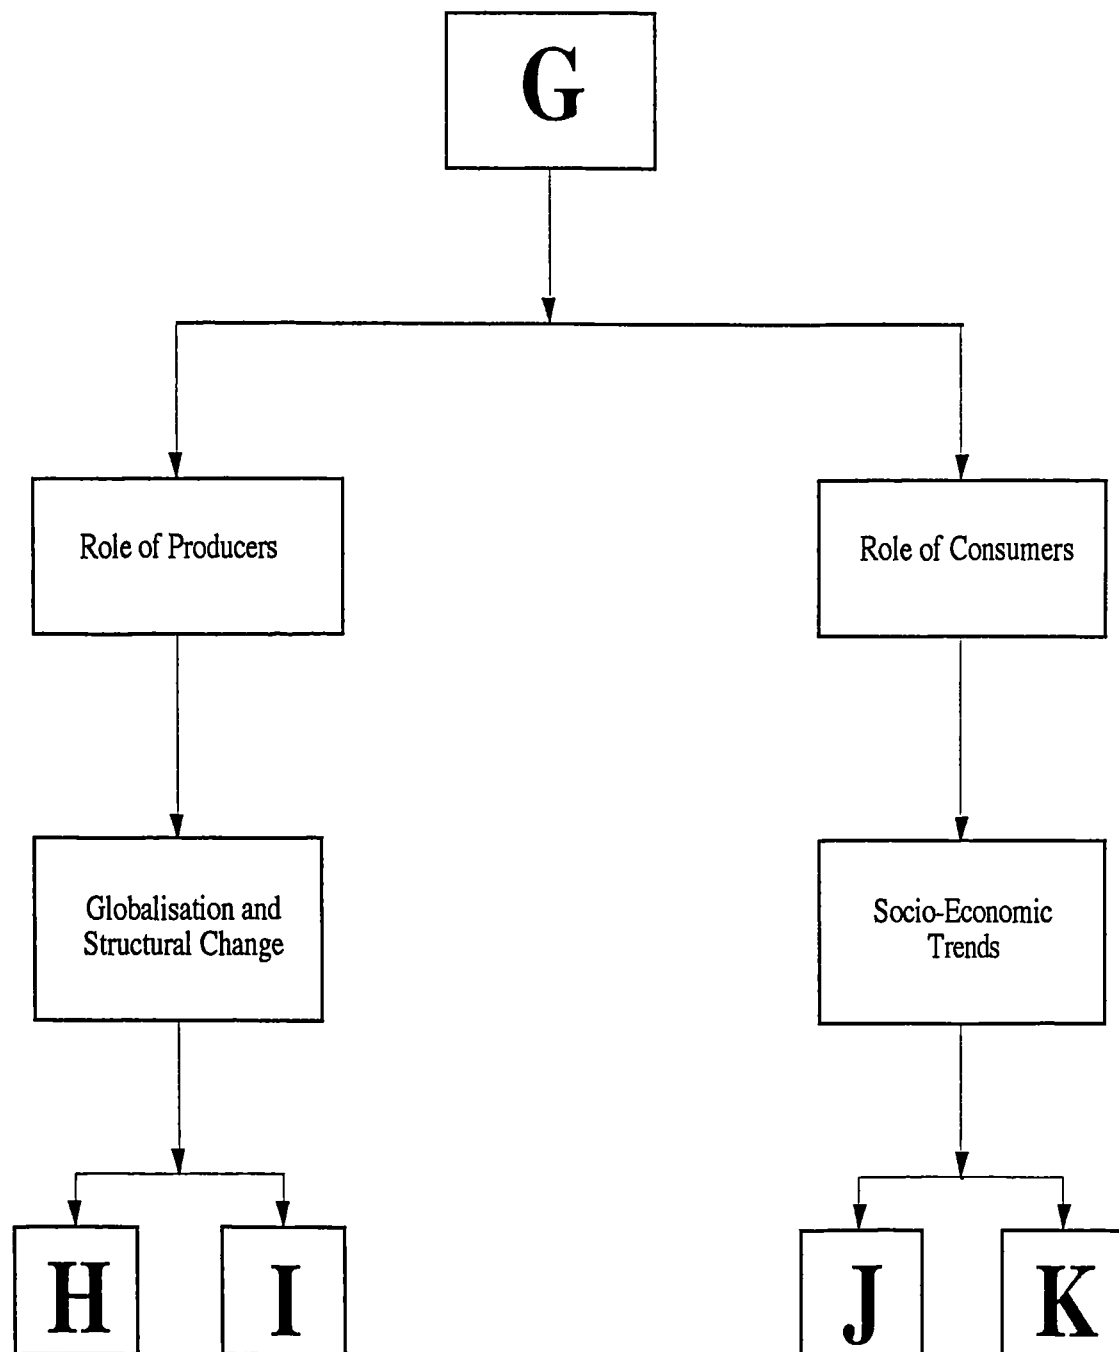 G
Role of Producers
Role of Consumers
Globalisation and
Structural Change
Socio-Economic
Trends
H
I
J
K